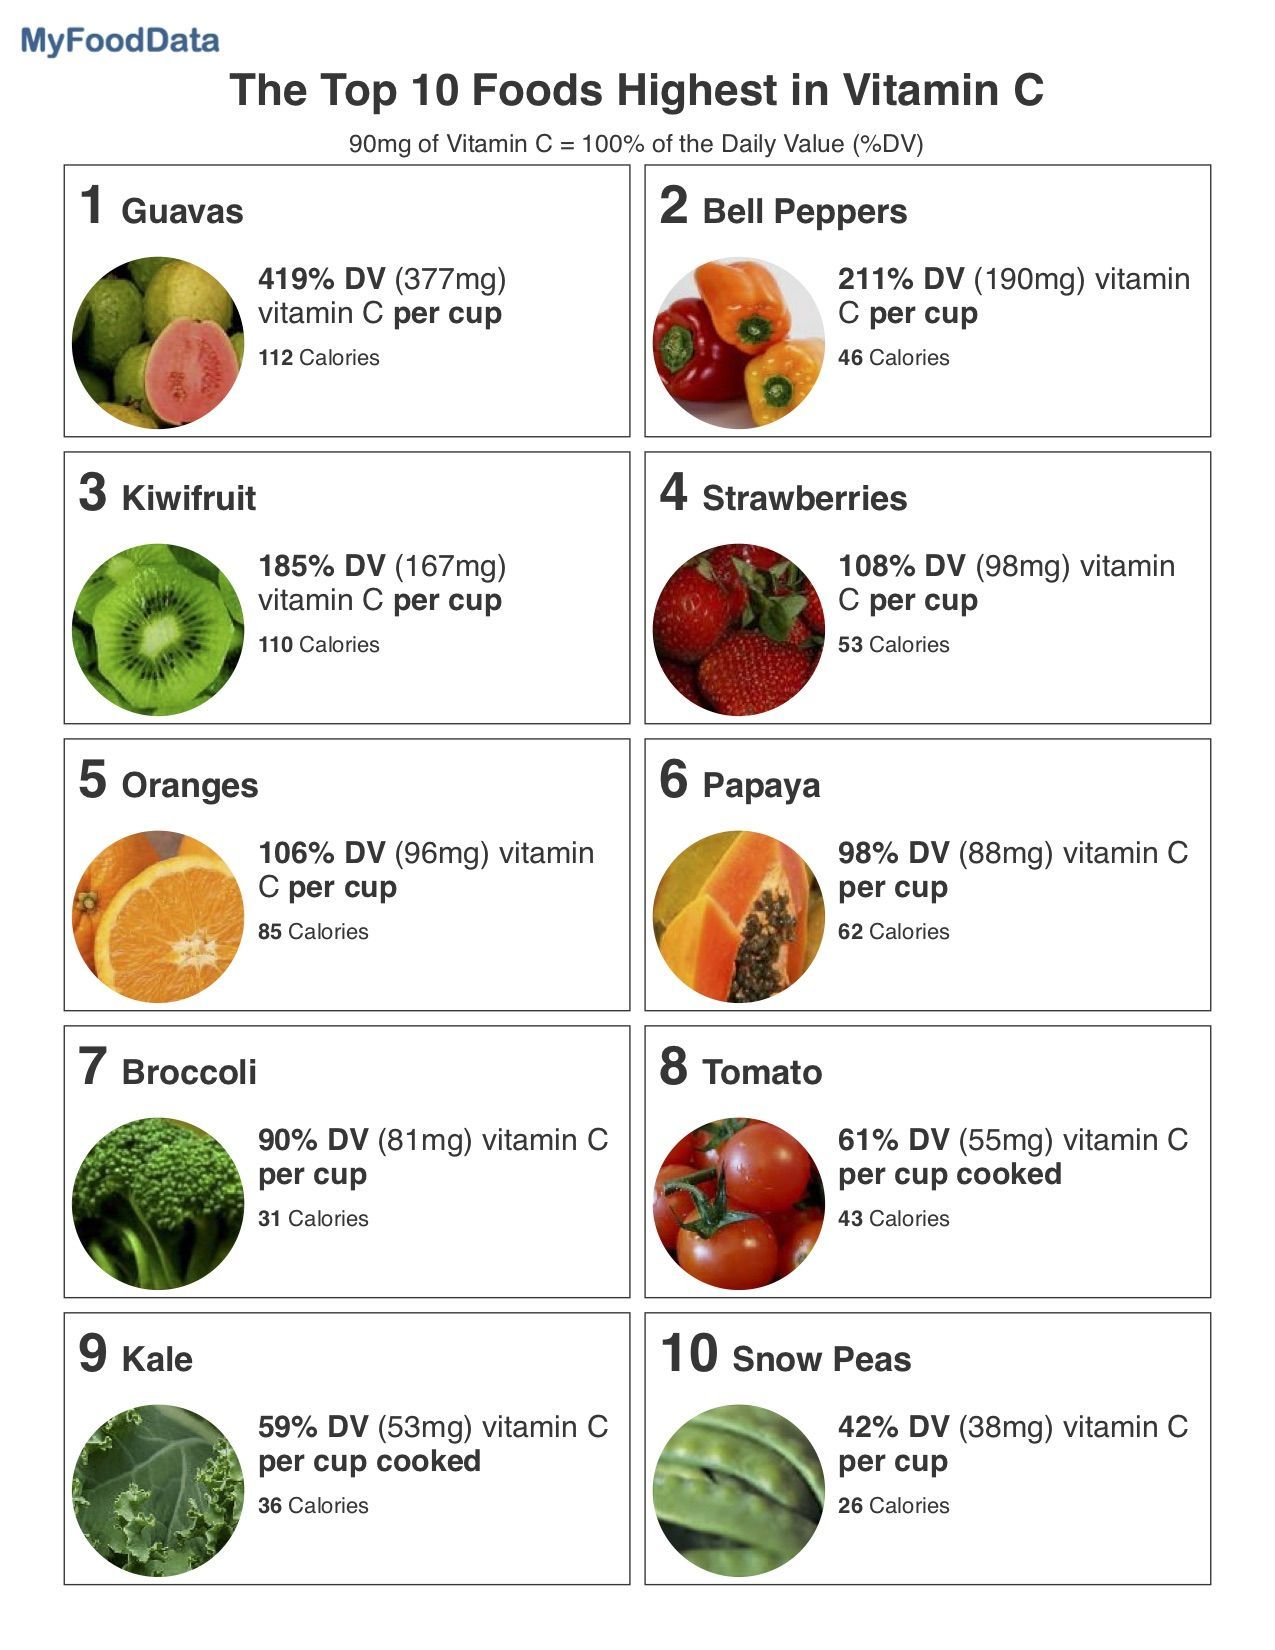 MyFoodData
The Top 10 Foods Highest in Vitamin C
90mg of Vitamin C = 100% of the Daily Value (%DV)
1 Guavas
419% DV (377mg)
vitamin C per cup
112 Calories
2 Bell Peppers
211% DV (190mg) vitamin
C per cup
46 Calories
3 Kiwifruit
185% DV (167mg)
vitamin C per cup
110 Calories
4 Strawberries
108% DV (98mg) vitamin
C per cup
53 Calories
5 Oranges
106% DV (96mg) vitamin
C per cup
85 Calories
6 Papaya
98% DV (88mg) vitamin C
per cup
62 Calories
7 Broccoli
90% DV (81mg) vitamin C
per cup
31 Calories
8 Tomato
61% DV (55mg) vitamin C
per cup cooked
43 Calories
9 Kale
59% DV (53mg) vitamin C
per cup cooked
36 Calories
10 Snow Peas
42% DV (38mg) vitamin C
per cup
26 Calories